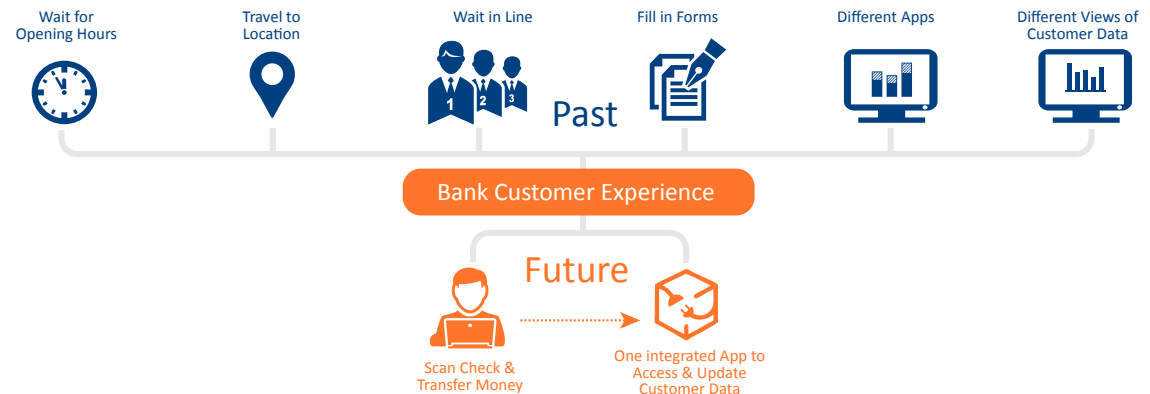 Wait for
Opening Hours
Travel to
Location
Wait in Line
Fill in Forms
Different Apps
Different Views of
Customer Data
1
2
3
Past
Bank Customer Experience
Future
Scan Check &
Transfer Money
One integrated App to
Access & Update
Customer Data